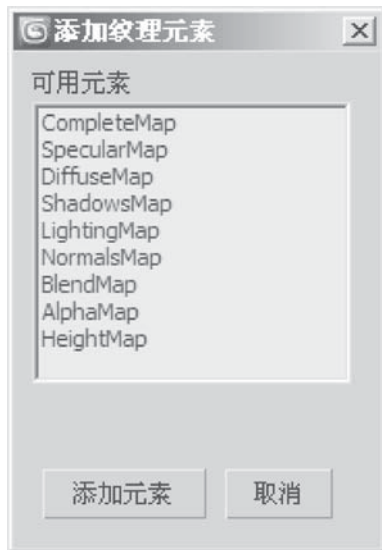 添加纹理元素
可用元素
CompleteMap
SpecularMap
DiffuseMap
ShadowsMap
LightingMap
NormalsMap
BlendMap
AlphaMap
HeightMap
添加元素 取消